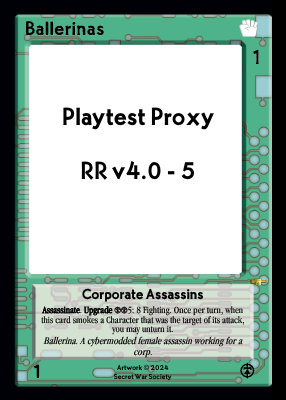 Ballerinas
1
Playtest Proxy
RR v4.0 - 5
Corporate Assassins
Assassinate. Upgrade 5: 8 Fighting. Once per turn, when
this card smokes a Character that was the target of its attack,
you may unturn it.
Ballerina. A cybermodded female assassin working for a
corp.
1
Artwork © 2024
Secret War Society